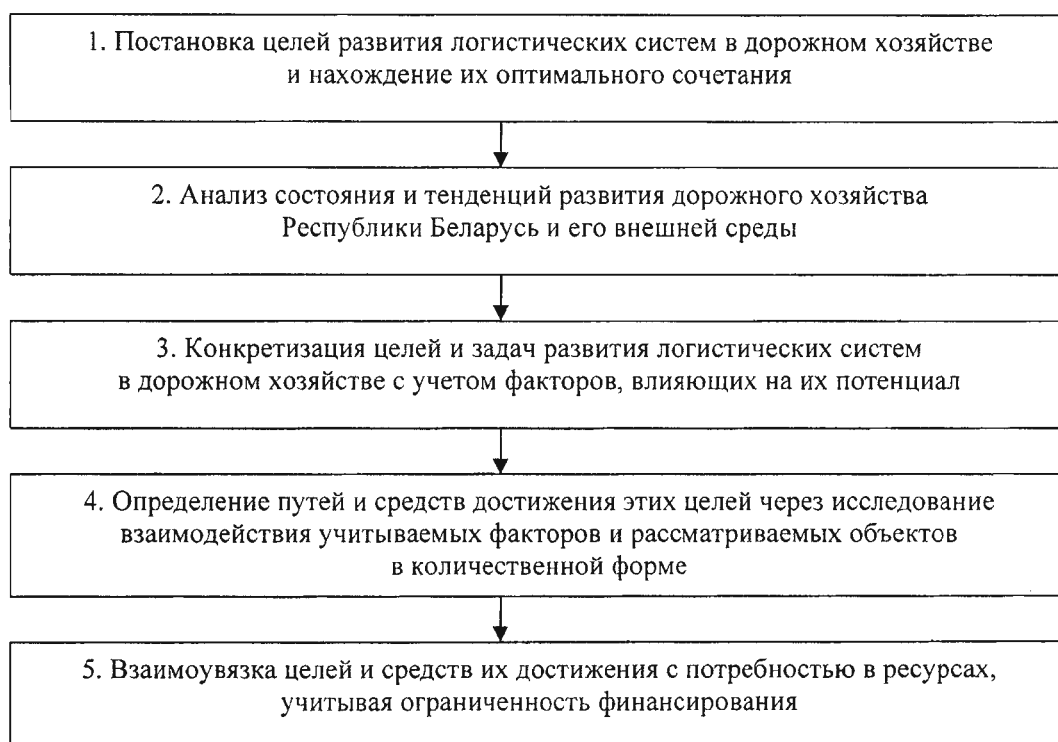 1. Постановка целей развития логистических систем в дорожном хозяйстве
и нахождение их оптимального сочетания
2. Анализ состояния и тенденций развития дорожного хозяйства
Республики Беларусь и его внешней среды
3. Конкретизация целей и задач развития логистических систем
в дорожном хозяйстве с учетом факторов, влияющих на их потенциал
4. Определение путей и средств достижения этих целей через исследование
взаимодействия учитываемых факторов и рассматриваемых объектов
в количественной форме
5. Взаимоувязка целей и средств их достижения с потребностью в ресурсах,
учитывая ограниченность финансирования